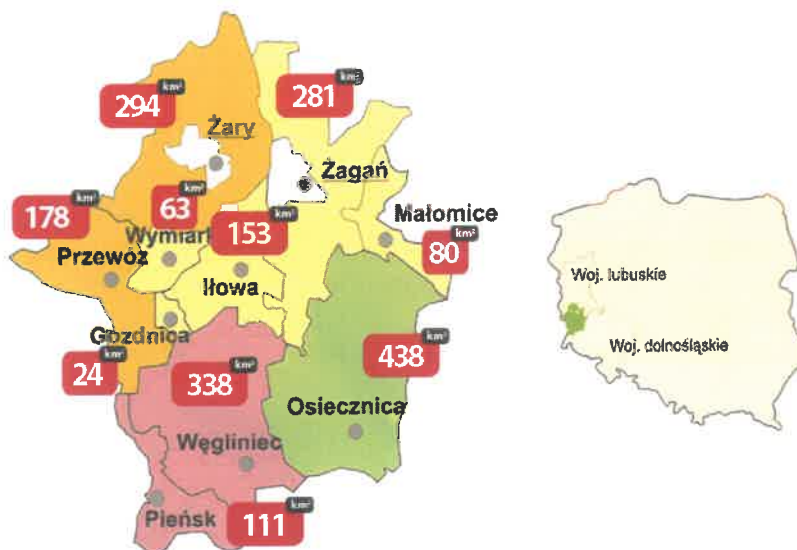 294 km²
281 km²
Żary
Żagań
178 km²
63 km²
153 km²
Małomice
Wymiarki
80 km²
Przewóz
Iłowa
Gozdnica
24 km²
338 km²
438 km²
Osiecznica
Węgliniec
Pieńsk
111 km²
Woj. lubuskie
Woj. dolnośląskie